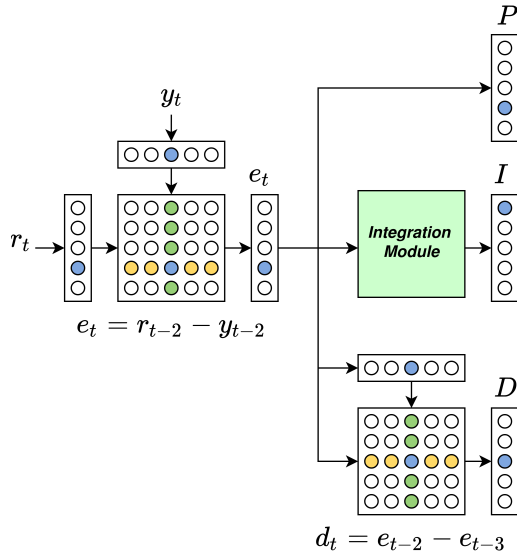 P
y_t
e_t
I
r_t
Integration
Module
e_t = r_{t-2} − y_{t-2}
D
d_t = e_{t-2} − e_{t-3}